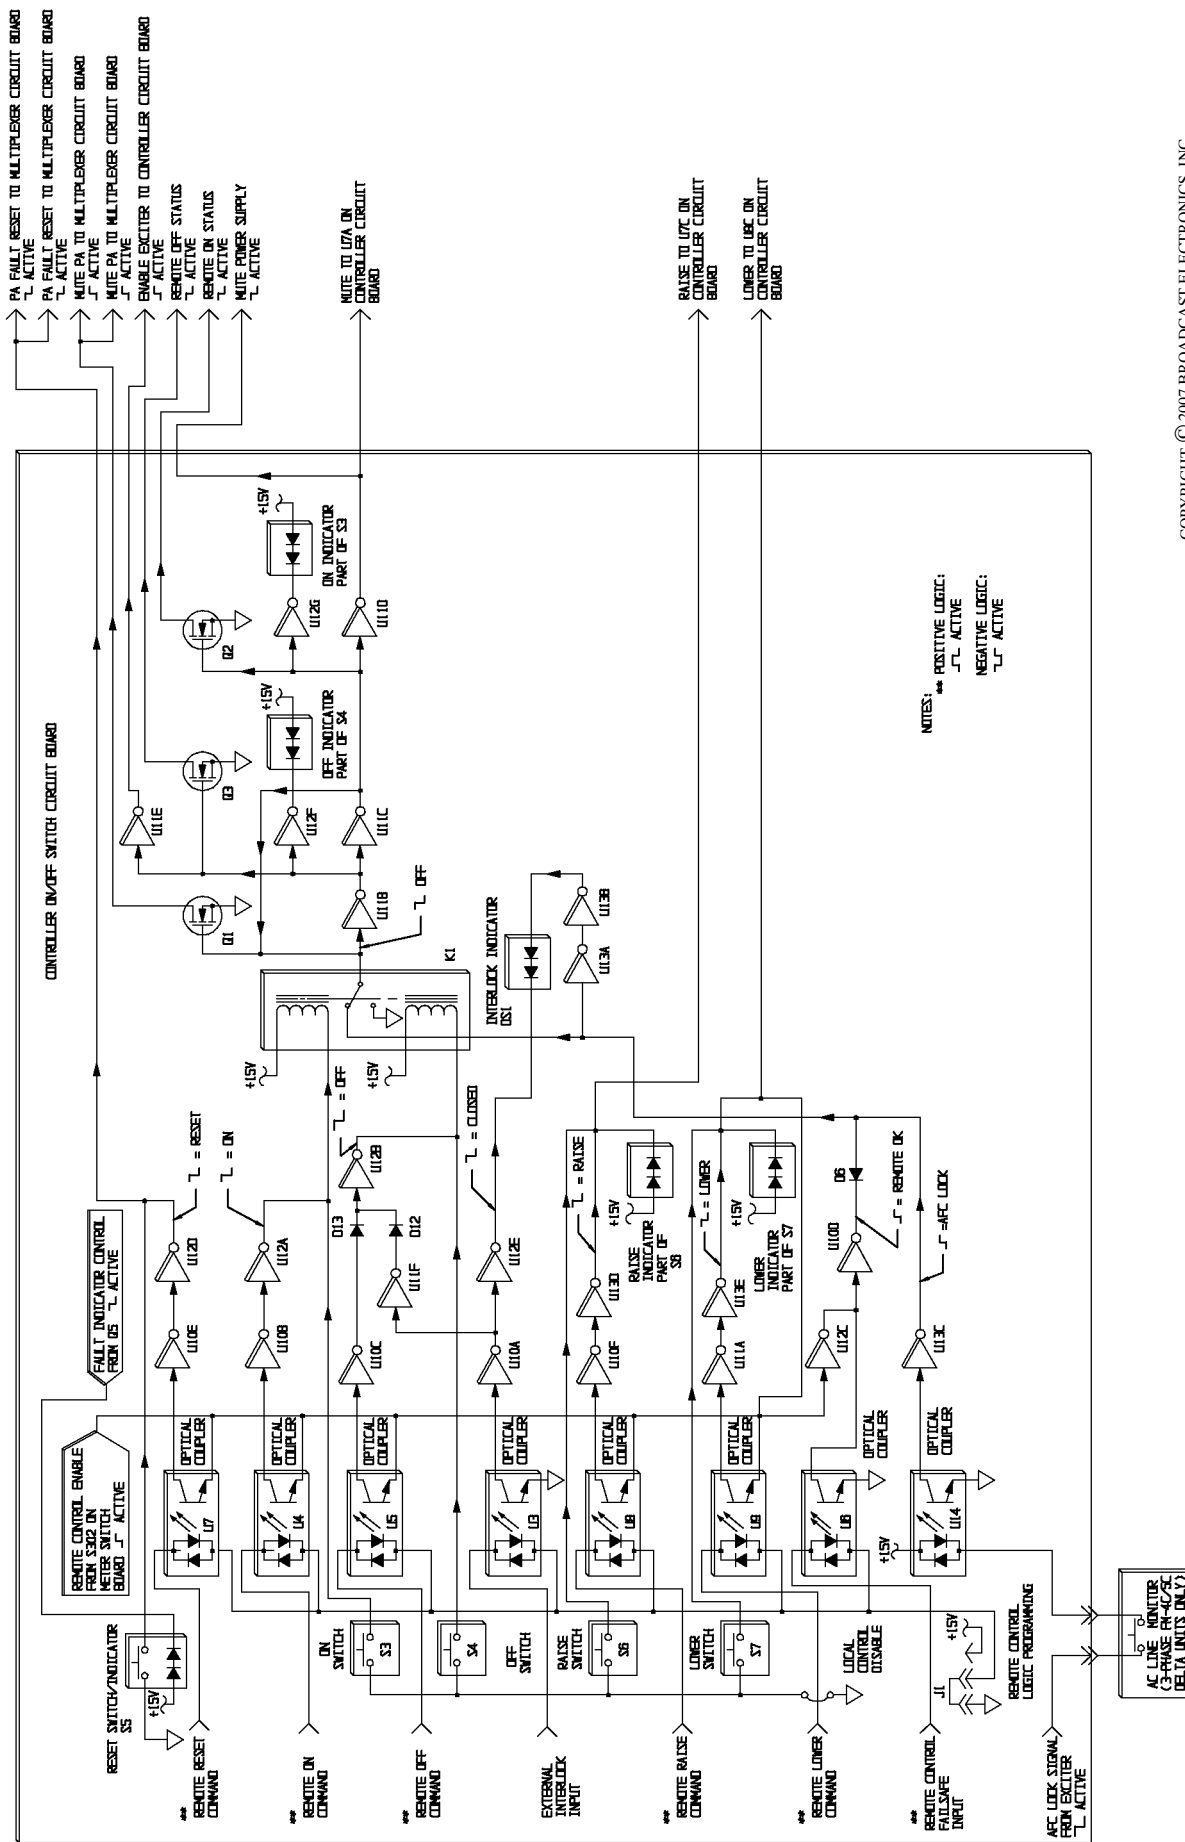 PA FAULT RESET TO MULTIPLEXER CIRCUIT BOARD
ACTIVE
PA FAULT RESET TO MULTIPLEXER CIRCUIT BOARD
ACTIVE
MUTE PA TO MULTIPLEXER CIRCUIT BOARD
ACTIVE
MUTE PA TO MULTIPLEXER CIRCUIT BOARD
ACTIVE
ENABLE EXCITER TO CONTROLLER CIRCUIT BOARD
ACTIVE
REMOTE OFF STATUS
ACTIVE
REMOTE ON STATUS
ACTIVE
MUTE POWER SUPPLY
ACTIVE
MUTE TO U7A ON
CONTROLLER CIRCUIT
BOARD
RAISE TO U7C ON
CONTROLLER CIRCUIT
BOARD
LOWER TO U8C ON
CONTROLLER CIRCUIT
BOARD
CONTROLLER ON/OFF SWITCH CIRCUIT BOARD
Q2
+15V
U12G
ON INDICATOR
PART OF S3
U11D
U11E
Q3
+15V
U12F
OFF INDICATOR
PART OF S4
U11C
Q1
U11B
= OFF
K1
+15V
+15V
INTERLOCK INDICATOR
DS1
U13A
U13B
FAULT INDICATOR CONTROL
FROM Q5 ACTIVE
REMOTE CONTROL ENABLE
FROM S302 ON
METER SWITCH
BOARD ACTIVE
U10E
U12D
= RESET
U10B
U12A
= ON
U10C
D13
U12B
= OFF
U11F
D12
U10A
U12E
= CLOSED
U10F
U13D
= RAISE
+15V
RAISE
INDICATOR
PART OF
S6
U11A
U13E
= LOWER
+15V
LOWER
INDICATOR
PART OF S7
U12C
U10D
D6
= REMOTE OK
U13C
=AFC LOCK
OPTICAL
COUPLER
U7
OPTICAL
COUPLER
U4
OPTICAL
COUPLER
U5
OPTICAL
COUPLER
U3
OPTICAL
COUPLER
U8
OPTICAL
COUPLER
U9
OPTICAL
COUPLER
U6
OPTICAL
COUPLER
U14
+15V
RESET SWITCH/INDICATOR
S5
+15V
ON
SWITCH
S3
S4
OFF
SWITCH
RAISE
SWITCH
S6
LOWER
SWITCH
S7
LOCAL
CONTROL
DISABLE
J1
+15V
REMOTE CONTROL
LOGIC PROGRAMMING
** REMOTE RESET
COMMAND
** REMOTE ON
COMMAND
** REMOTE OFF
COMMAND
EXTERNAL
INTERLOCK
INPUT
** REMOTE RAISE
COMMAND
** REMOTE LOWER
COMMAND
** REMOTE CONTROL
FAILSAFE
INPUT
AFC LOCK SIGNAL
FROM EXCITER
ACTIVE
AC LINE MONITOR
(3-PHASE FM-4C/5C
DELTA UNITS ONLY)
NOTES:
** POSITIVE LOGIC:
ACTIVE
NEGATIVE LOGIC:
ACTIVE
COPYRIGHT © 2007 BROADCAST ELECTRONICS, INC